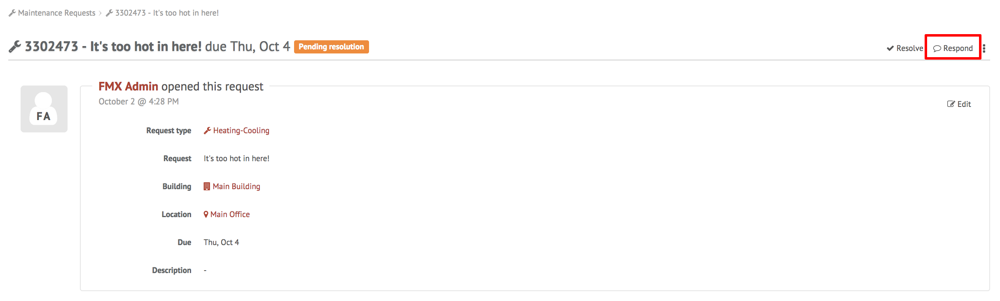 Maintenance Requests › 3302473 - It's too hot in here!
3302473 - It's too hot in here! due Thu, Oct 4 Pending resolution Resolve Respond
FMX Admin opened this request
October 2 @ 4:28 PM
Edit
FA
Request type Heating-Cooling
Request It's too hot in here!
Building Main Building
Location Main Office
Due Thu, Oct 4
Description -